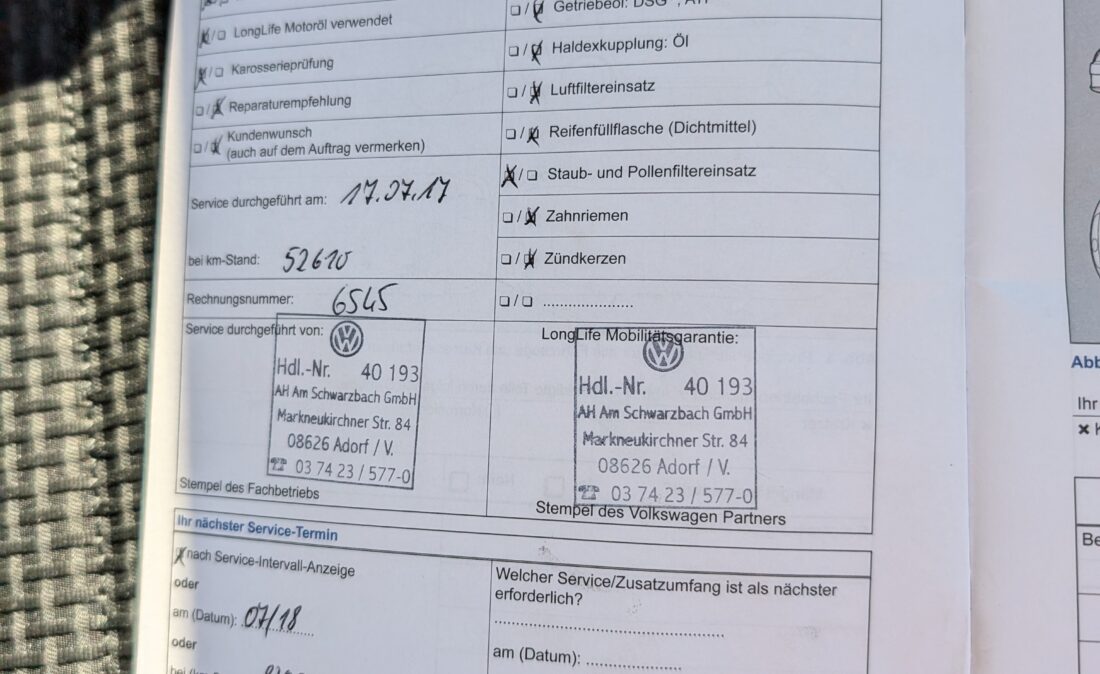 LongLife Motoröl verwendet
Karosserieprüfung
Reparaturempfehlung
Kundenwunsch
(auch auf dem Auftrag vermerken)
Service durchgeführt am: 17.07.17
bei km-Stand: 52610
Rechnungsnummer: 6545
Service durchgeführt von:
Hdl.-Nr. 40 193
AH Am Schwarzbach GmbH
Markneukirchner Str. 84
08626 Adorf / V.
☎ 03 74 23 / 577-0
Stempel des Fachbetriebs
Getriebeöl: DSG
Haldexkupplung: Öl
Luftfiltereinsatz
Reifenfüllflasche (Dichtmittel)
Staub- und Pollenfiltereinsatz
Zahnriemen
Zündkerzen
LongLife Mobilitätsgarantie:
Hdl.-Nr. 40 193
AH Am Schwarzbach GmbH
Markneukirchner Str. 84
08626 Adorf / V.
☎ 03 74 23 / 577-0
Stempel des Volkswagen Partners
Ihr nächster Service-Termin
nach Service-Intervall-Anzeige
oder
am (Datum): 07/18
oder
Welcher Service/Zusatzumfang ist als nächster
erforderlich?
am (Datum):
Abb
Ihr
Be